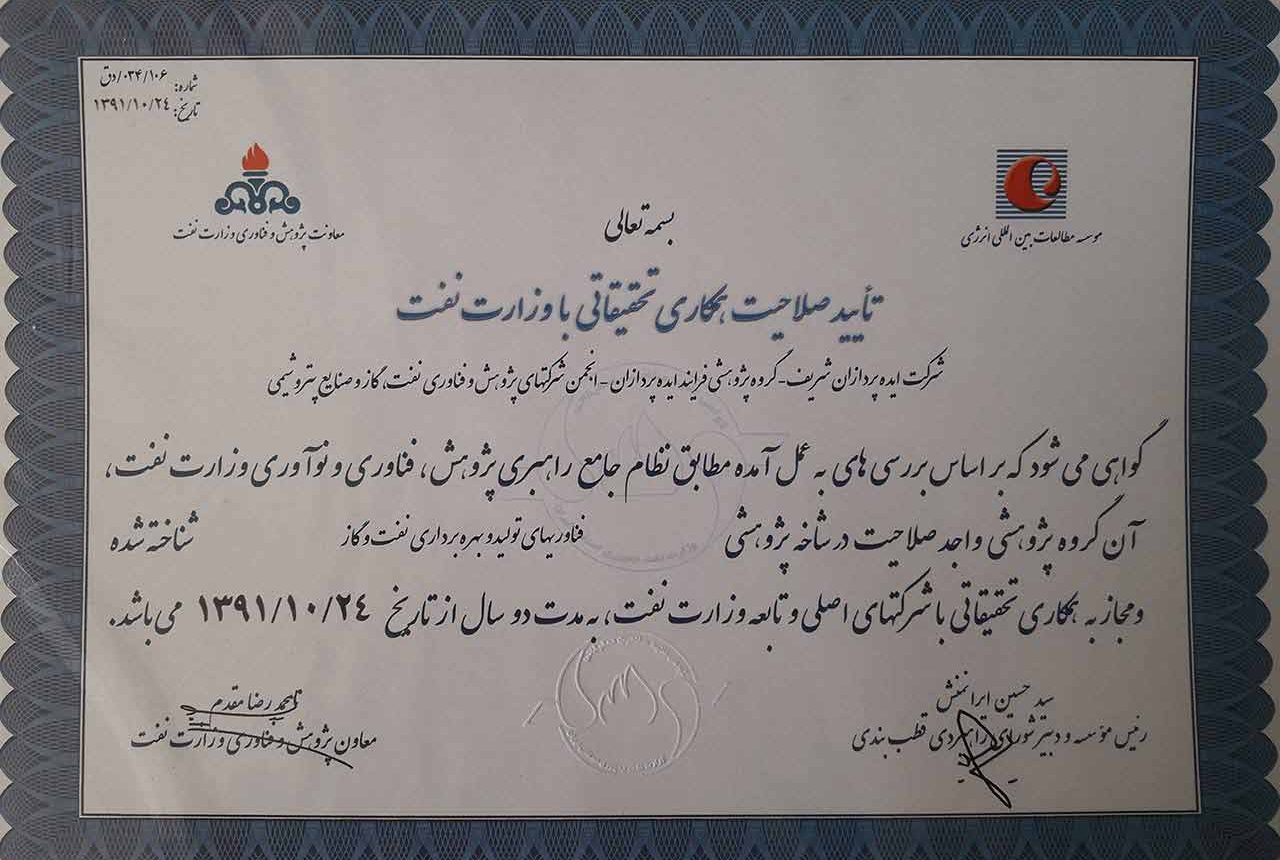 شماره: ۰۳۴/۱۰۶/دق
تاریخ: ۱۳۹۱/۱۰/۲۴
موسسه مطالعات بین المللی انرژی
معاونت پژوهش و فناوری وزارت نفت
بسمه تعالی
تأیید صلاحیت همکاری تحقیقاتی با وزارت نفت
شرکت ایده پردازان شریف - گروه پژوهشی فرایند ایده پردازان - انجمن شرکتهای پژوهش و فناوری نفت، گاز و صنایع پتروشیمی
گواهی می شود که بر اساس بررسی های به عمل آمده مطابق نظام جامع راهبری پژوهش، فناوری و نوآوری وزارت نفت،
آن گروه پژوهشی واجد صلاحیت در شاخه پژوهشی فناوریهای تولید و بهره برداری نفت و گاز شناخته شده
و مجاز به همکاری تحقیقاتی با شرکتهای اصلی و تابعه وزارت نفت، به مدت دو سال از تاریخ ۱۳۹۱/۱۰/۲۴ می باشد.
سید حسین ایرانمنش
رئیس مؤسسه و دبیر شورای راهبردی قطب بندی
محمد رضا مقدم
معاون پژوهش و فناوری وزارت نفت